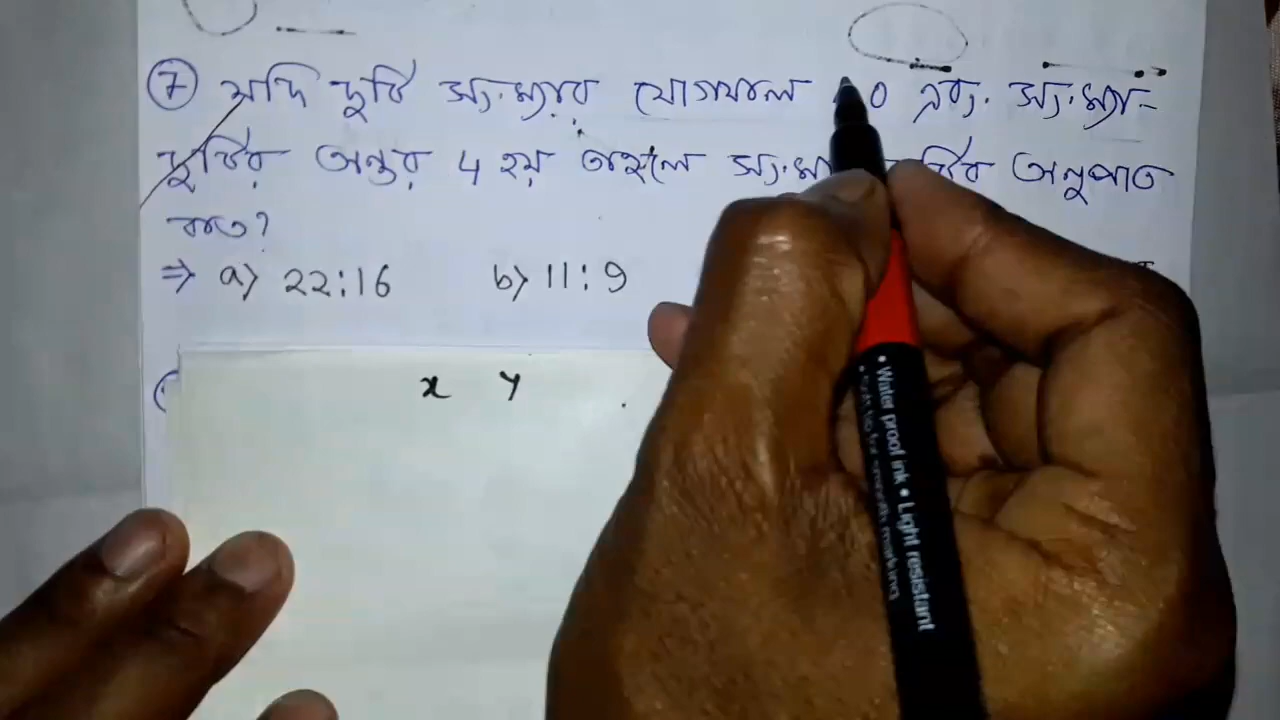 7 যদি দুটি সংখ্যার যোগফল 0 এবং সংখ্যা-
দুটির অন্তর 4 হয় তাহলে অনুপাত
কত?
⇒ a) 22:16 b) 11:9
x y
• Water proof ink • Light resistant